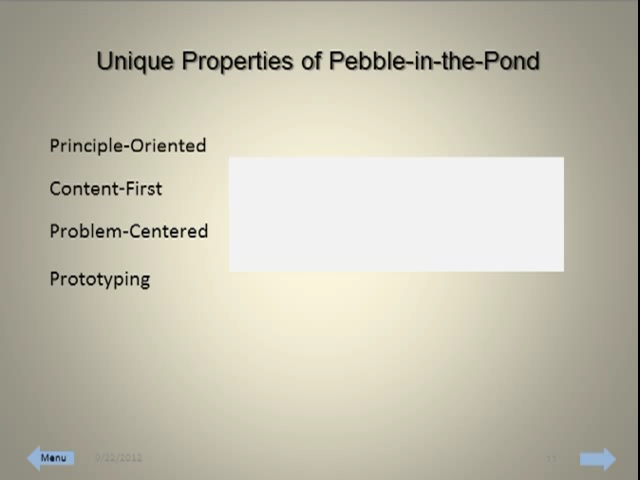 Unique Properties of Pebble-in-the-Pond
Principle-Oriented
Content-First
Problem-Centered
Prototyping
Menu